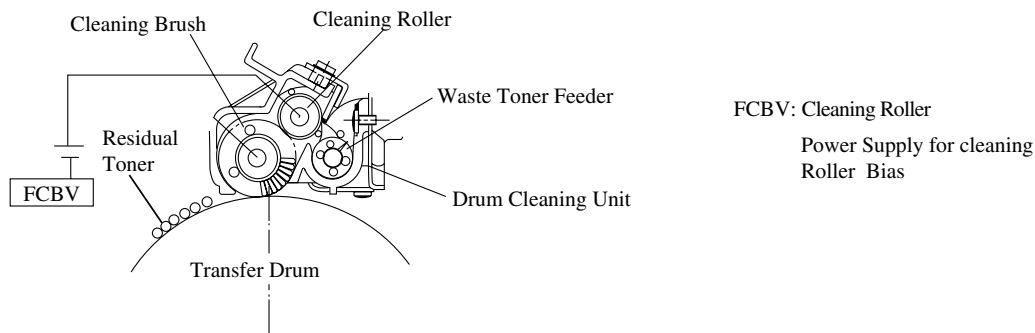 Cleaning Roller
Cleaning Brush
Waste Toner Feeder
FCBV: Cleaning Roller
Power Supply for cleaning
Roller Bias
Residual
Toner
FCBV
Drum Cleaning Unit
Transfer Drum